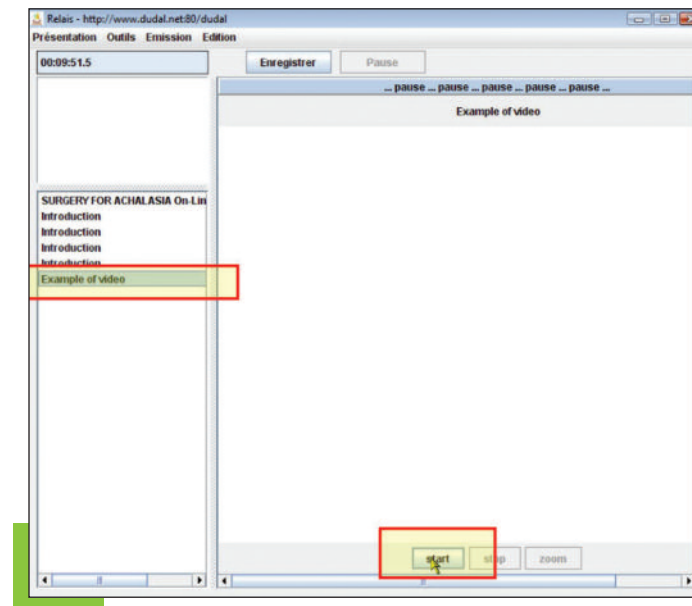 Relais - http://www.dudal.net:80/dudal
Présentation Outils Emission Edition
00:09:51.5
Enregistrer Pause
... pause ... pause ... pause ... pause ... pause ...
Example of video
SURGERY FOR ACHALASIA On-Lin
Introduction
Introduction
Introduction
Introduction
Example of video
start stop zoom